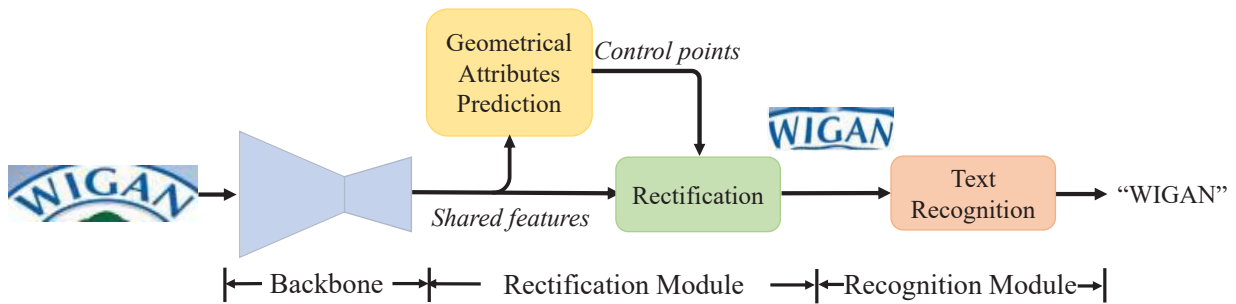 Geometrical
Attributes
Prediction
Control points
WIGAN
WIGAN
Rectification
Text
Recognition
“WIGAN”
Shared features
Backbone
Rectification Module
Recognition Module